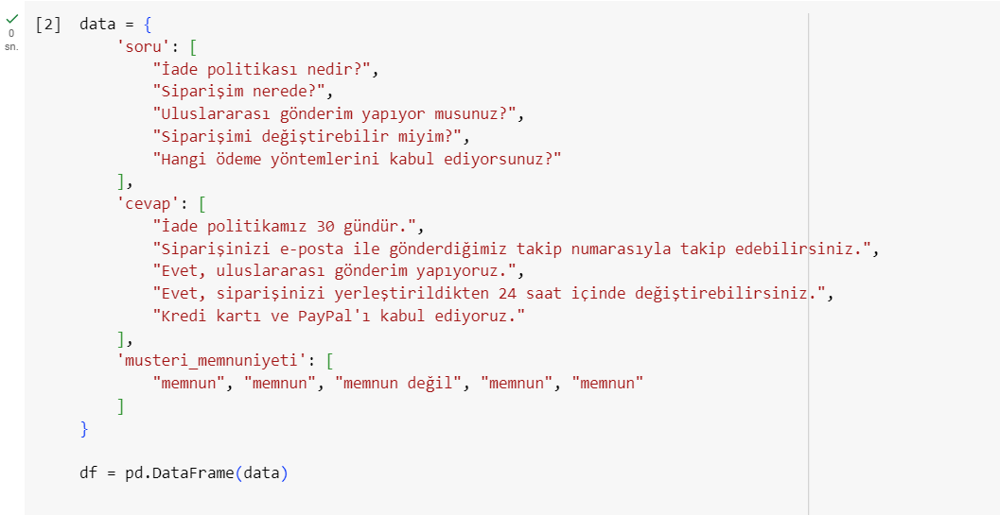 [2] data = {
'soru': [
"İade politikası nedir?",
"Siparişim nerede?",
"Uluslararası gönderim yapıyor musunuz?",
"Siparişimi değiştirebilir miyim?",
"Hangi ödeme yöntemlerini kabul ediyorsunuz?"
],
'cevap': [
"İade politikamız 30 gündür.",
"Siparişinizi e-posta ile gönderdiğimiz takip numarasıyla takip edebilirsiniz.",
"Evet, uluslararası gönderim yapıyoruz.",
"Evet, siparişinizi yerleştirildikten 24 saat içinde değiştirebilirsiniz.",
"Kredi kartı ve PayPal'ı kabul ediyoruz."
],
'musteri_memnuniyeti': [
"memnun", "memnun", "memnun değil", "memnun", "memnun"
]
}
df = pd.DataFrame(data)
0
sn.